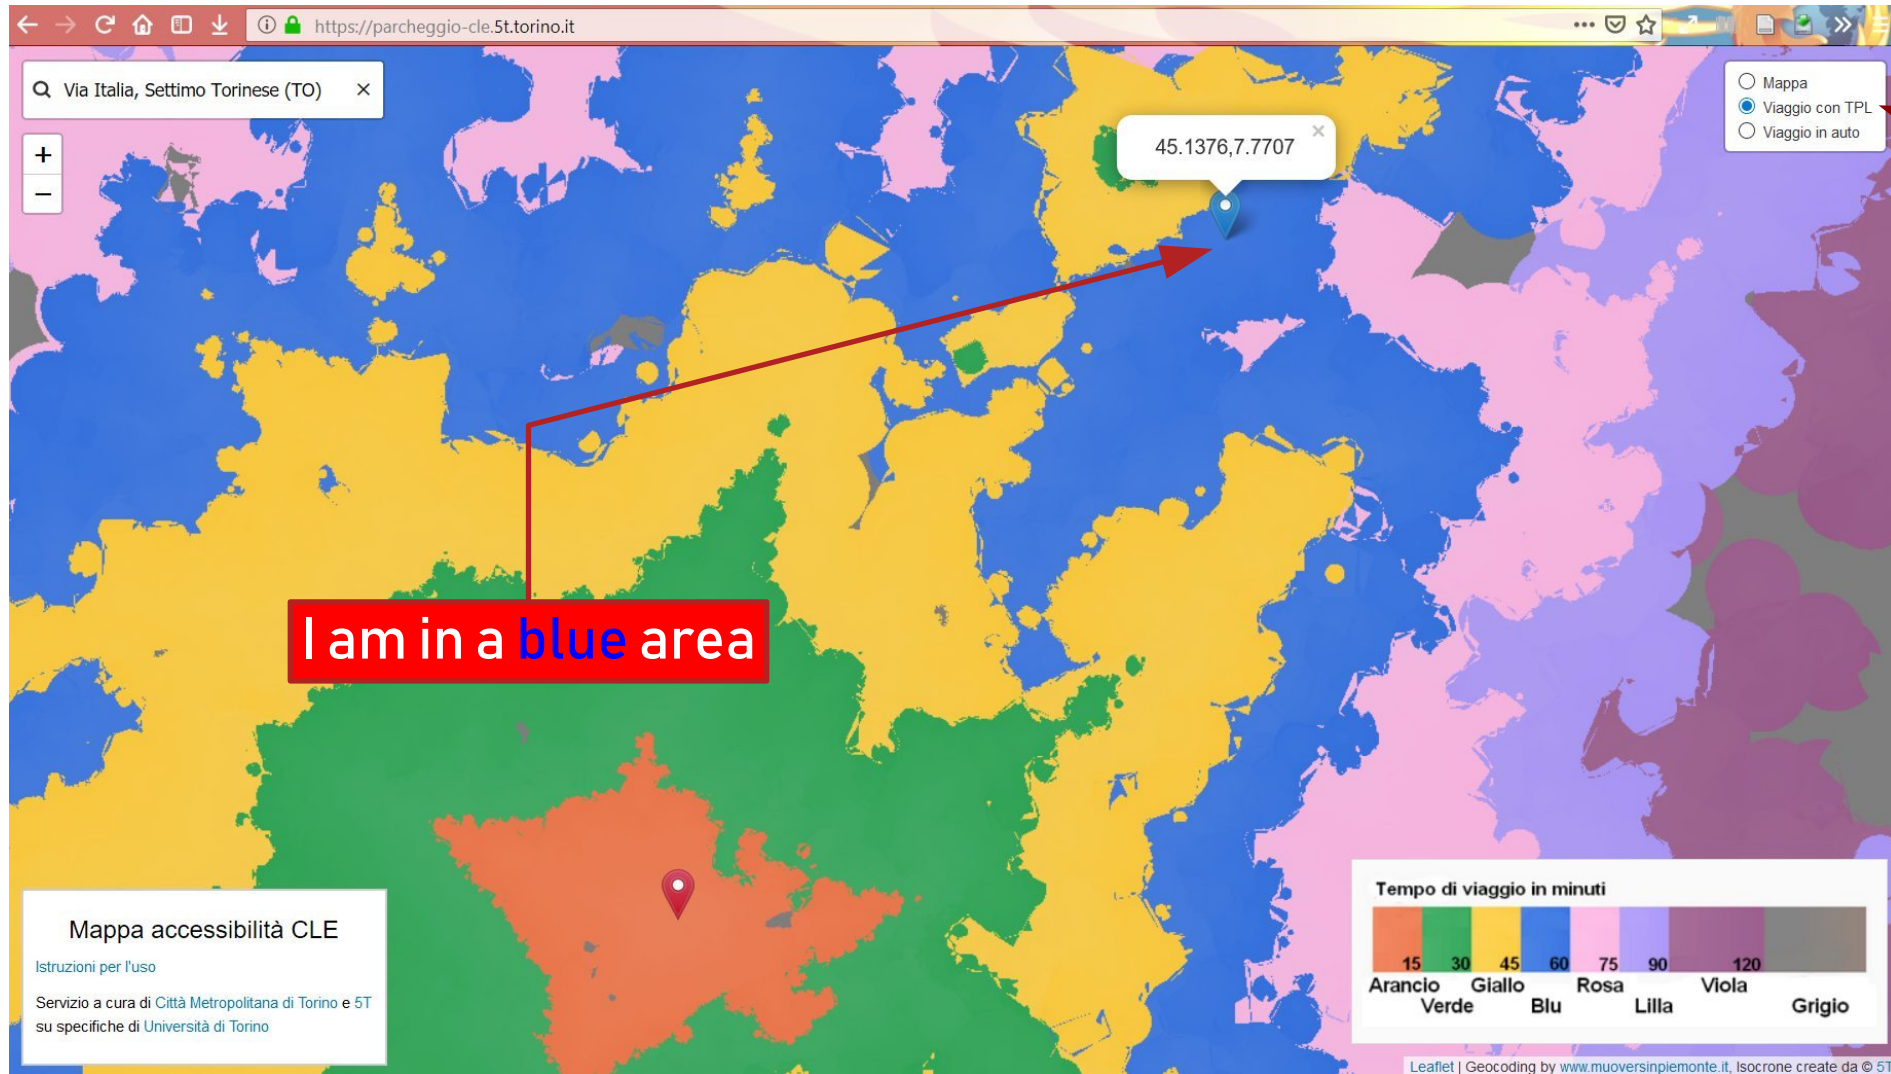 https://parcheggio-cle.5t.torino.it
Via Italia, Settimo Torinese (TO)
+
−
45.1376,7.7707
Mappa
Viaggio con TPL
Viaggio in auto
I am in a blue area
Mappa accessibilità CLE
Istruzioni per l'uso
Servizio a cura di Città Metropolitana di Torino e 5T
su specifiche di Università di Torino
Tempo di viaggio in minuti
15 30 45 60 75 90 120
Arancio Giallo Rosa Viola
Verde Blu Lilla Grigio
Leaflet | Geocoding by www.muoversinpiemonte.it, Isocrone create da © 5T